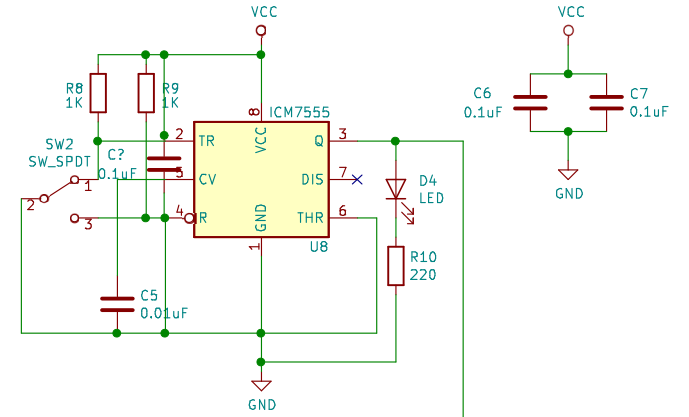 VCC
VCC
R8
1K
R9
1K
ICM7555
C6
0.1uF
C7
0.1uF
8
VCC
2
TR
Q
3
SW2
SW_SPDT
C?
0.1uF
1
2
3
5
CV
DIS
7
D4
LED
4
R
GND
THR
6
1
U8
GND
R10
220
C5
0.01uF
GND